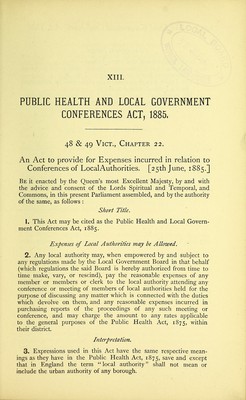 XIII.
PUBLIC HEALTH AND LOCAL GOVERNMENT
CONFERENCES ACT, 1885.
48 & 49 VICT., CHAPTER 22.
An Act to provide for Expenses incurred in relation to
Conferences of LocalAuthorities. [25th June, 1885.]
BE it enacted by the Queen's most Excellent Majesty, by and with
the advice and consent of the Lords Spiritual and Temporal, and
Commons, in this present Parliament assembled, and by the authority
of the same, as follows :
Short Title.
1. This Act may be cited as the Public Health and Local Govern-
ment Conferences Act, 1885.
Expenses of Local Authorities may be Allowed.
2. Any local authority may, when empowered by and subject to
any regulations made by the Local Government Board in that behalf
(which regulations the said Board is hereby authorized from time to
time make, vary, or rescind), pay the reasonable expenses of any
member or members or clerk to the local authority attending any
conference or meeting of members of local authorities held for the
purpose of discussing any matter which is connected with the duties
which devolve on them, and any reasonable expenses incurred in
purchasing reports of the proceedings of any such meeting or
conference, and may charge the amount to any rates applicable
to the general purposes of the Public Health Act, 1875, within
their district.
Interpretation.
3. Expressions used in this Act have the same respective mean-
ings as they have in the Public Health Act, 1875, save and except
that in England the term "local authority" shall not mean or
include the urban authority of any borough.